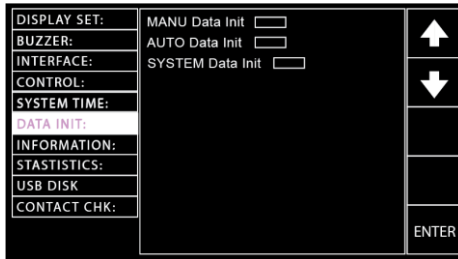 DISPLAY SET:
BUZZER:
INTERFACE:
CONTROL:
SYSTEM TIME:
DATA INIT:
INFORMATION:
STASTISTICS:
USB DISK
CONTACT CHK:
MANU Data Init
AUTO Data Init
SYSTEM Data Init
ENTER